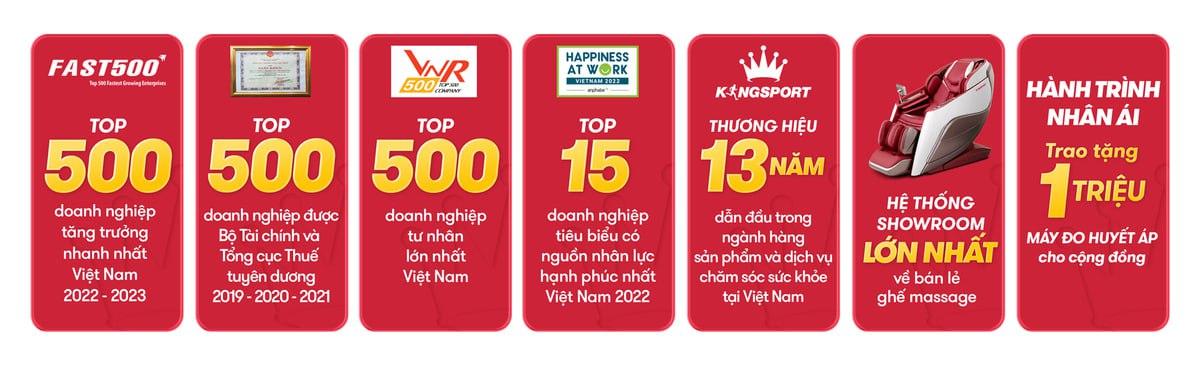 FAST500
Top 500 Fastest Growing Enterprises
TOP
500
doanh nghiệp
tăng trưởng
nhanh nhất
Việt Nam
2022 - 2023
TOP
500
doanh nghiệp được
Bộ Tài chính và
Tổng cục Thuế
tuyên dương
2019 - 2020 - 2021
VNR
500 TOP 500
COMPANY
TOP
500
doanh nghiệp
tư nhân
lớn nhất
Việt Nam
HAPPINESS
AT WORK
VIETNAM 2023
anphabe
TOP
15
doanh nghiệp
tiêu biểu có
nguồn nhân lực
hạnh phúc nhất
Việt Nam 2022
KINGSPORT
THƯƠNG HIỆU
13 NĂM
dẫn đầu trong
ngành hàng
sản phẩm và dịch vụ
chăm sóc sức khỏe
tại Việt Nam
HỆ THỐNG
SHOWROOM
LỚN NHẤT
về bán lẻ
ghế massage
HÀNH TRÌNH
NHÂN ÁI
Trao tặng
1 TRIỆU
MÁY ĐO HUYẾT ÁP
cho cộng đồng